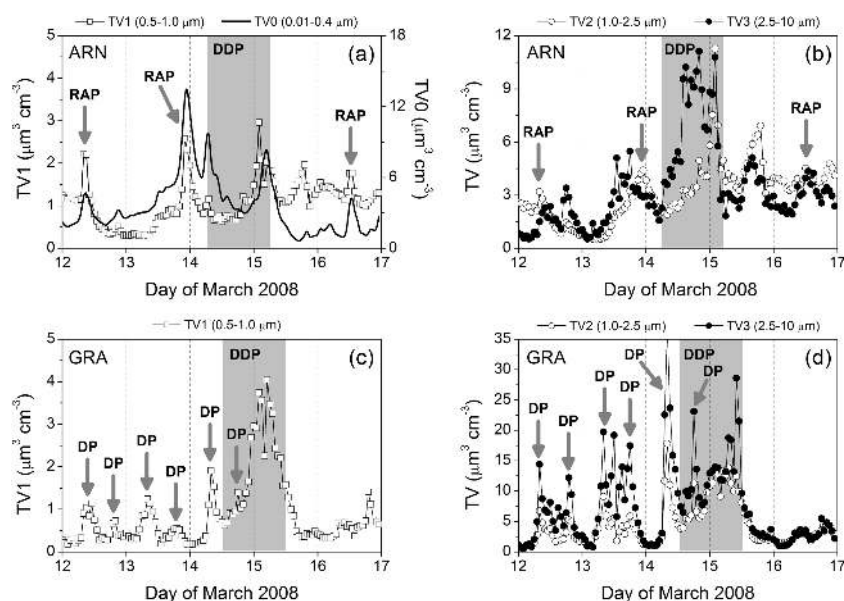 TV1 (0.5-1.0 μm) TV0 (0.01-0.4 μm)
ARN DDP (a)
RAP
RAP
RAP
TV1 (μm³ cm⁻³)
TV0 (μm³ cm⁻³)
5
4
3
2
1
0
18
15
12
9
6
3
0
12 13 14 15 16 17
Day of March 2008
TV2 (1.0-2.5 μm) TV3 (2.5-10 μm)
ARN DDP (b)
RAP
RAP
RAP
TV (μm³ cm⁻³)
12
9
6
3
0
12 13 14 15 16 17
Day of March 2008
TV1 (0.5-1.0 μm)
GRA DDP (c)
DP
DP
DP
DP
DP
DP
TV1 (μm³ cm⁻³)
5
4
3
2
1
0
12 13 14 15 16 17
Day of March 2008
TV2 (1.0-2.5 μm) TV3 (2.5-10 μm)
GRA DP DDP (d)
DP
DP
DP
DP
DP
TV (μm³ cm⁻³)
35
30
25
20
15
10
5
0
12 13 14 15 16 17
Day of March 2008